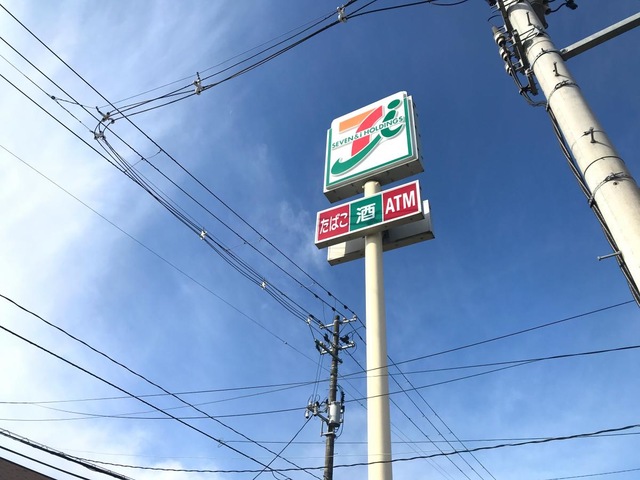 7
SEVEN&i HOLDINGS
たばこ 酒 ATM